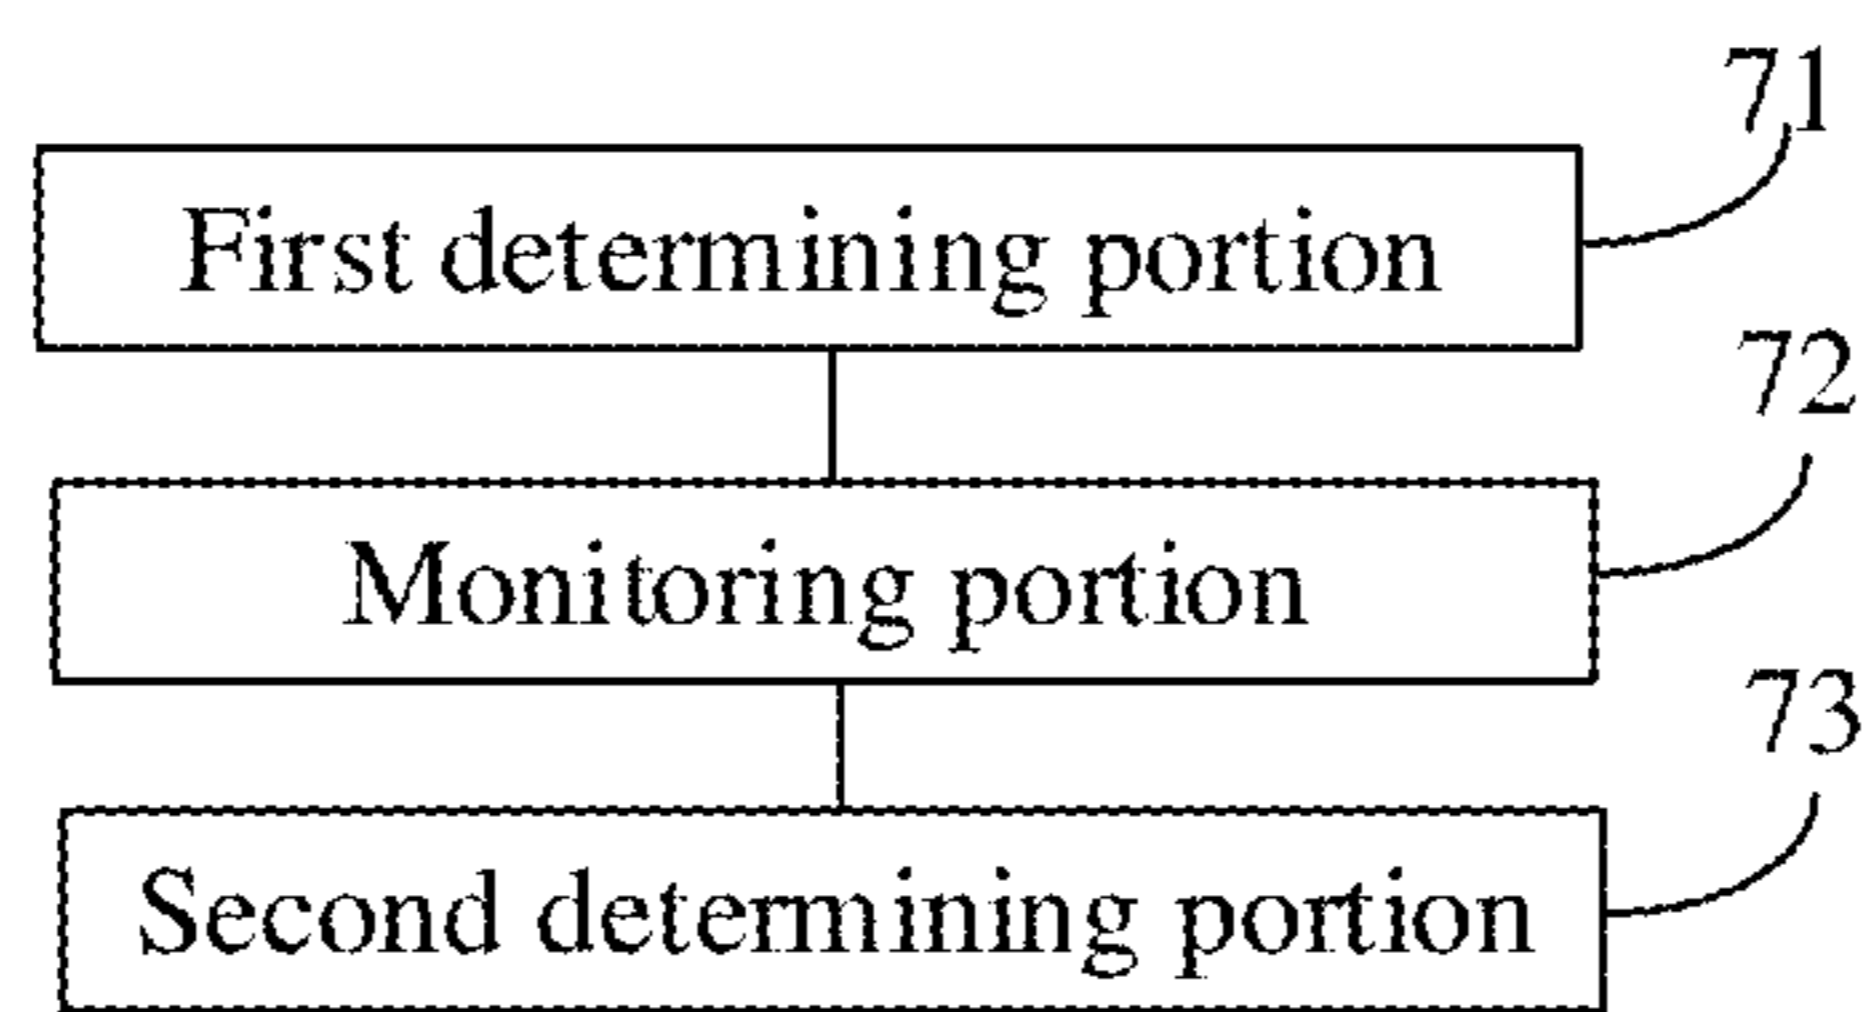 71
First determining portion
72
Monitoring portion
73
Second determining portion